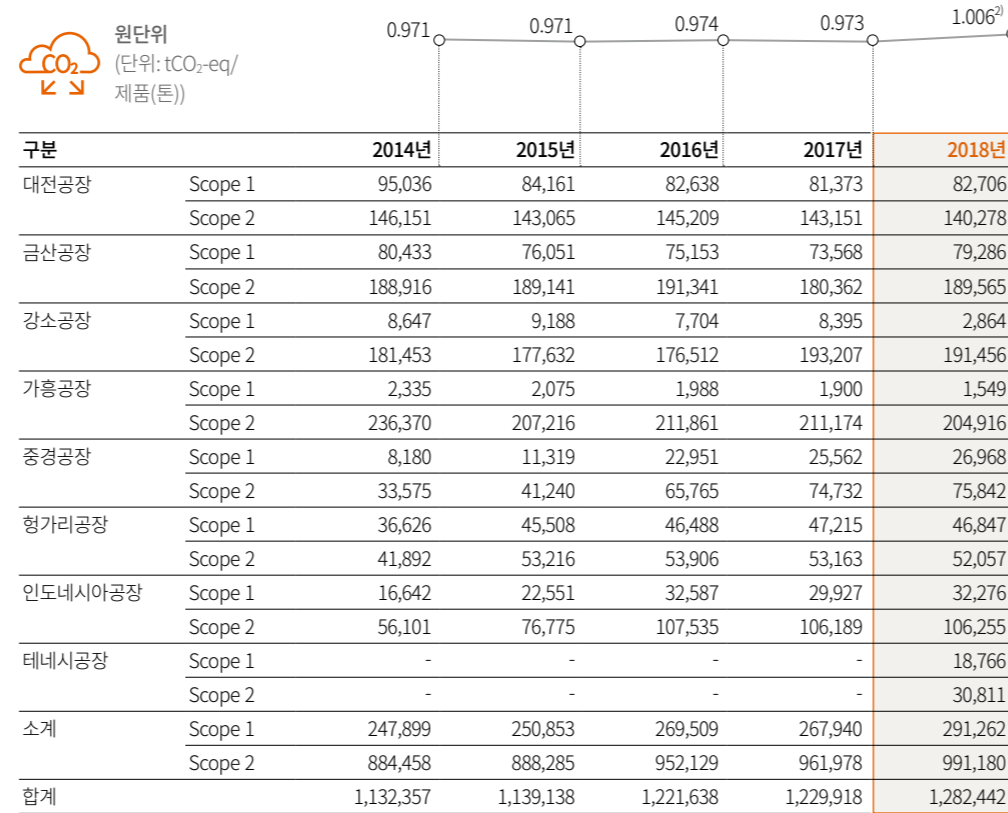 CO2
원단위
(단위: tCO2-eq/
제품(톤))
0.971 0.971 0.974 0.973 1.0062)
구분 2014년 2015년 2016년 2017년 2018년
대전공장 Scope 1 95,036 84,161 82,638 81,373 82,706
Scope 2 146,151 143,065 145,209 143,151 140,278
금산공장 Scope 1 80,433 76,051 75,153 73,568 79,286
Scope 2 188,916 189,141 191,341 180,362 189,565
강소공장 Scope 1 8,647 9,188 7,704 8,395 2,864
Scope 2 181,453 177,632 176,512 193,207 191,456
가흥공장 Scope 1 2,335 2,075 1,988 1,900 1,549
Scope 2 236,370 207,216 211,861 211,174 204,916
중경공장 Scope 1 8,180 11,319 22,951 25,562 26,968
Scope 2 33,575 41,240 65,765 74,732 75,842
헝가리공장 Scope 1 36,626 45,508 46,488 47,215 46,847
Scope 2 41,892 53,216 53,906 53,163 52,057
인도네시아공장 Scope 1 16,642 22,551 32,587 29,927 32,276
Scope 2 56,101 76,775 107,535 106,189 106,255
테네시공장 Scope 1 - - - - 18,766
Scope 2 - - - - 30,811
소계 Scope 1 247,899 250,853 269,509 267,940 291,262
Scope 2 884,458 888,285 952,129 961,978 991,180
합계 1,132,357 1,139,138 1,221,638 1,229,918 1,282,442